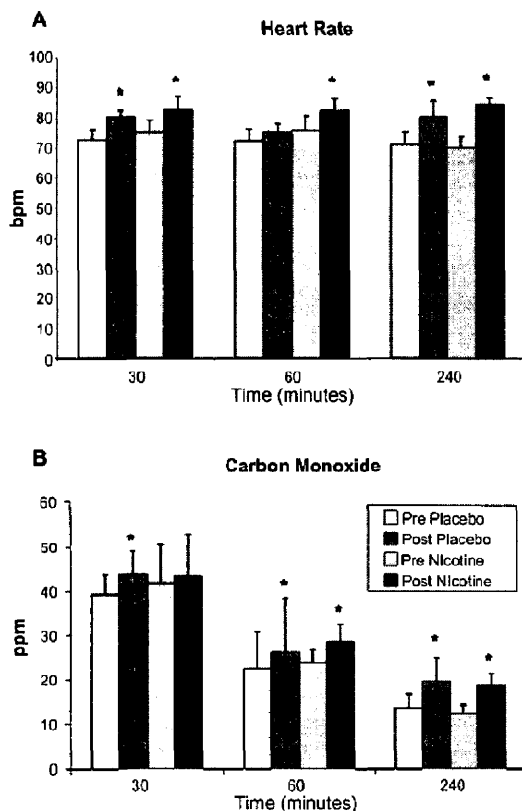 A
Heart Rate
100
90
80
70
60
50
40
30
20
10
0
bpm
* * * * *
30 60 240
Time (minutes)
B
Carbon Monoxide
60
50
40
30
20
10
0
ppm
* * * * *
Pre Placebo
Post Placebo
Pre Nicotine
Post Nicotine
30 60 240
Time (minutes)